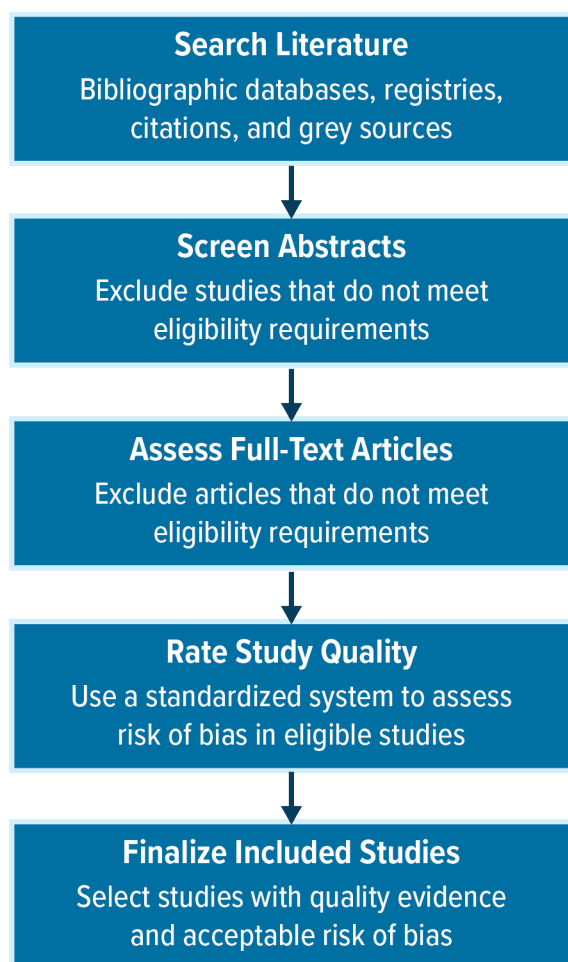 Search Literature
Bibliographic databases, registries,
citations, and grey sources
Screen Abstracts
Exclude studies that do not meet
eligibility requirements
Assess Full-Text Articles
Exclude articles that do not meet
eligibility requirements
Rate Study Quality
Use a standardized system to assess
risk of bias in eligible studies
Finalize Included Studies
Select studies with quality evidence
and acceptable risk of bias